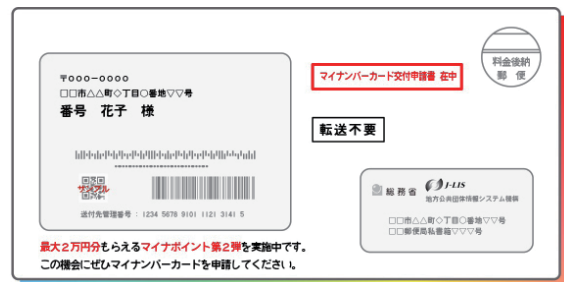 料金後納
郵便
〒000-0000
□□市△△町◇丁目○番地▽▽号
番号 花子 様
マイナンバーカード交付申請書 在中
転送不要
サンプル
送付先管理番号:1234 5678 9101 1121 3141 5
総務省
J-LIS
地方公共団体情報システム機構
□□市△△町◇丁目○番地▽▽号
□□郵便局私書箱▽▽▽号
最大2万円分もらえるマイナポイント第2弾を実施中です。
この機会にぜひマイナンバーカードを申請してください。